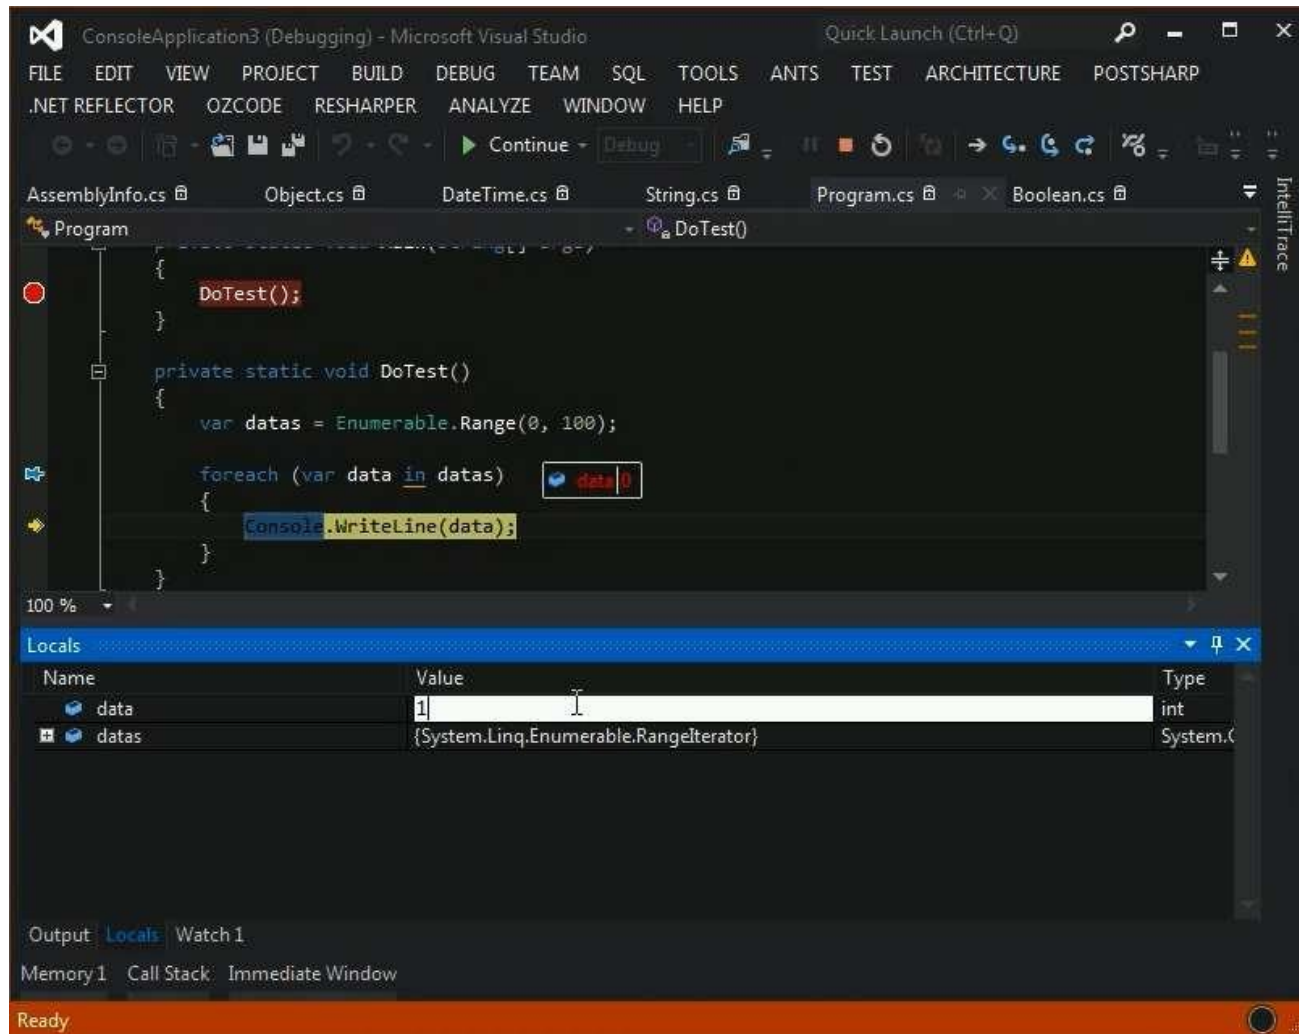 ConsoleApplication3 (Debugging) - Microsoft Visual Studio Quick Launch (Ctrl+Q)
FILE EDIT VIEW PROJECT BUILD DEBUG TEAM SQL TOOLS ANTS TEST ARCHITECTURE POSTSHARP
.NET REFLECTOR OZCODE RESHARPER ANALYZE WINDOW HELP
Continue Debug
AssemblyInfo.cs Object.cs DateTime.cs String.cs Program.cs Boolean.cs
IntelliTrace
Program DoTest()
{
DoTest();
}
private static void DoTest()
{
var datas = Enumerable.Range(0, 100);
foreach (var data in datas) data 0
{
Console.WriteLine(data);
}
}
100 %
Locals
Name Value Type
data 1 int
datas {System.Linq.Enumerable.RangeIterator}
Output Locals Watch 1
Memory 1 Call Stack Immediate Window
Ready